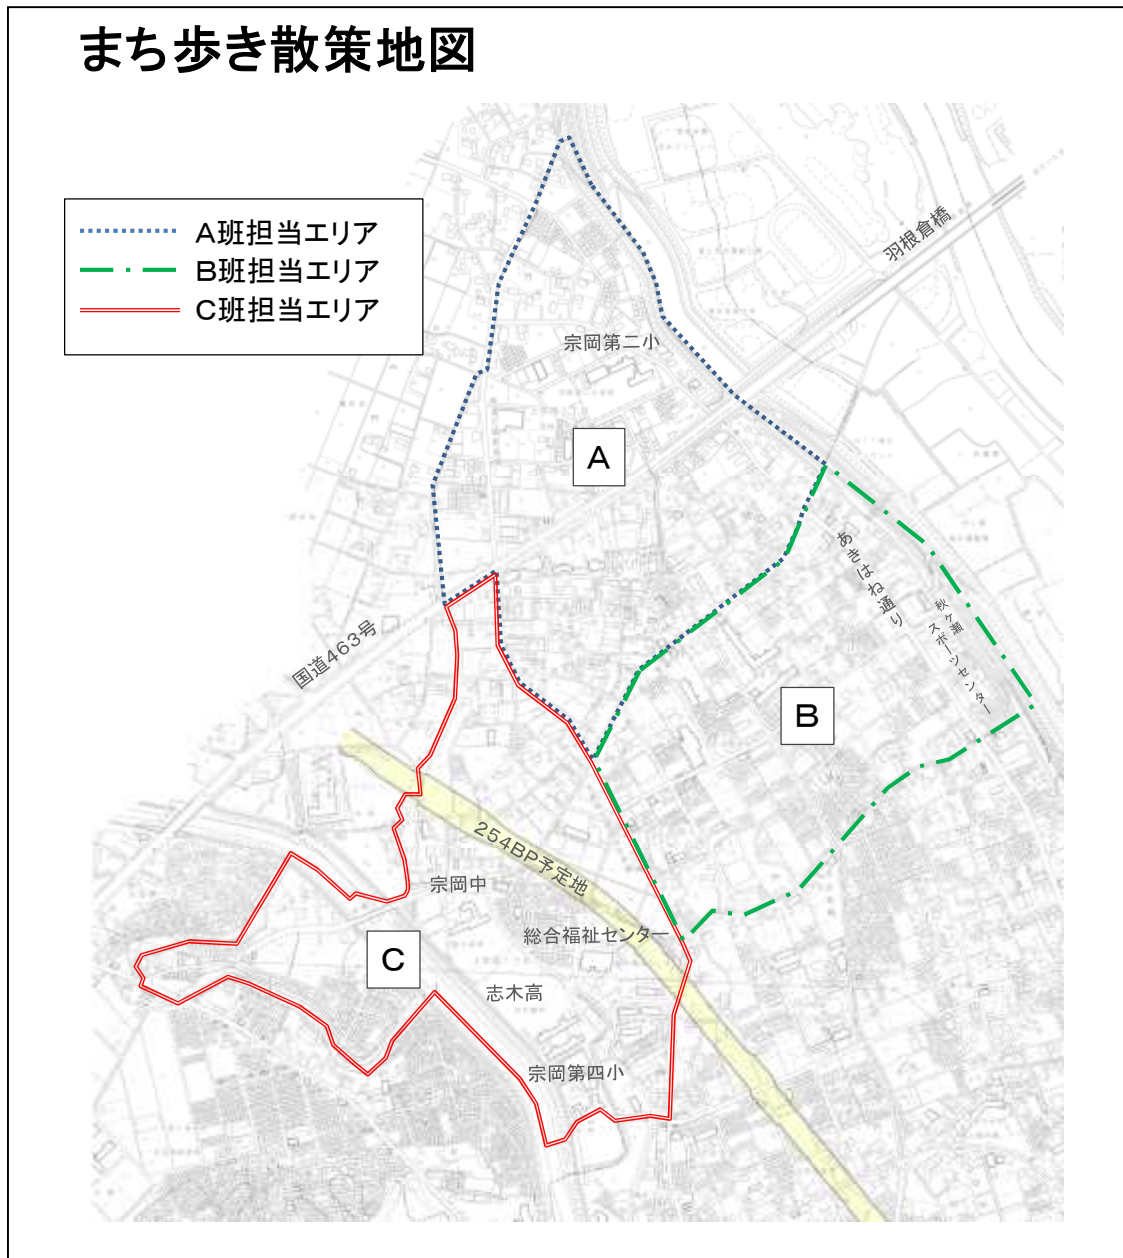 まち歩き散策地図
A班担当エリア
B班担当エリア
C班担当エリア
羽根倉橋
宗岡第二小
A
あきはね通り
秋ヶ瀬
スポーツセンター
国道463号
B
254BP予定地
宗岡中
総合福祉センター
C
志木高
宗岡第四小